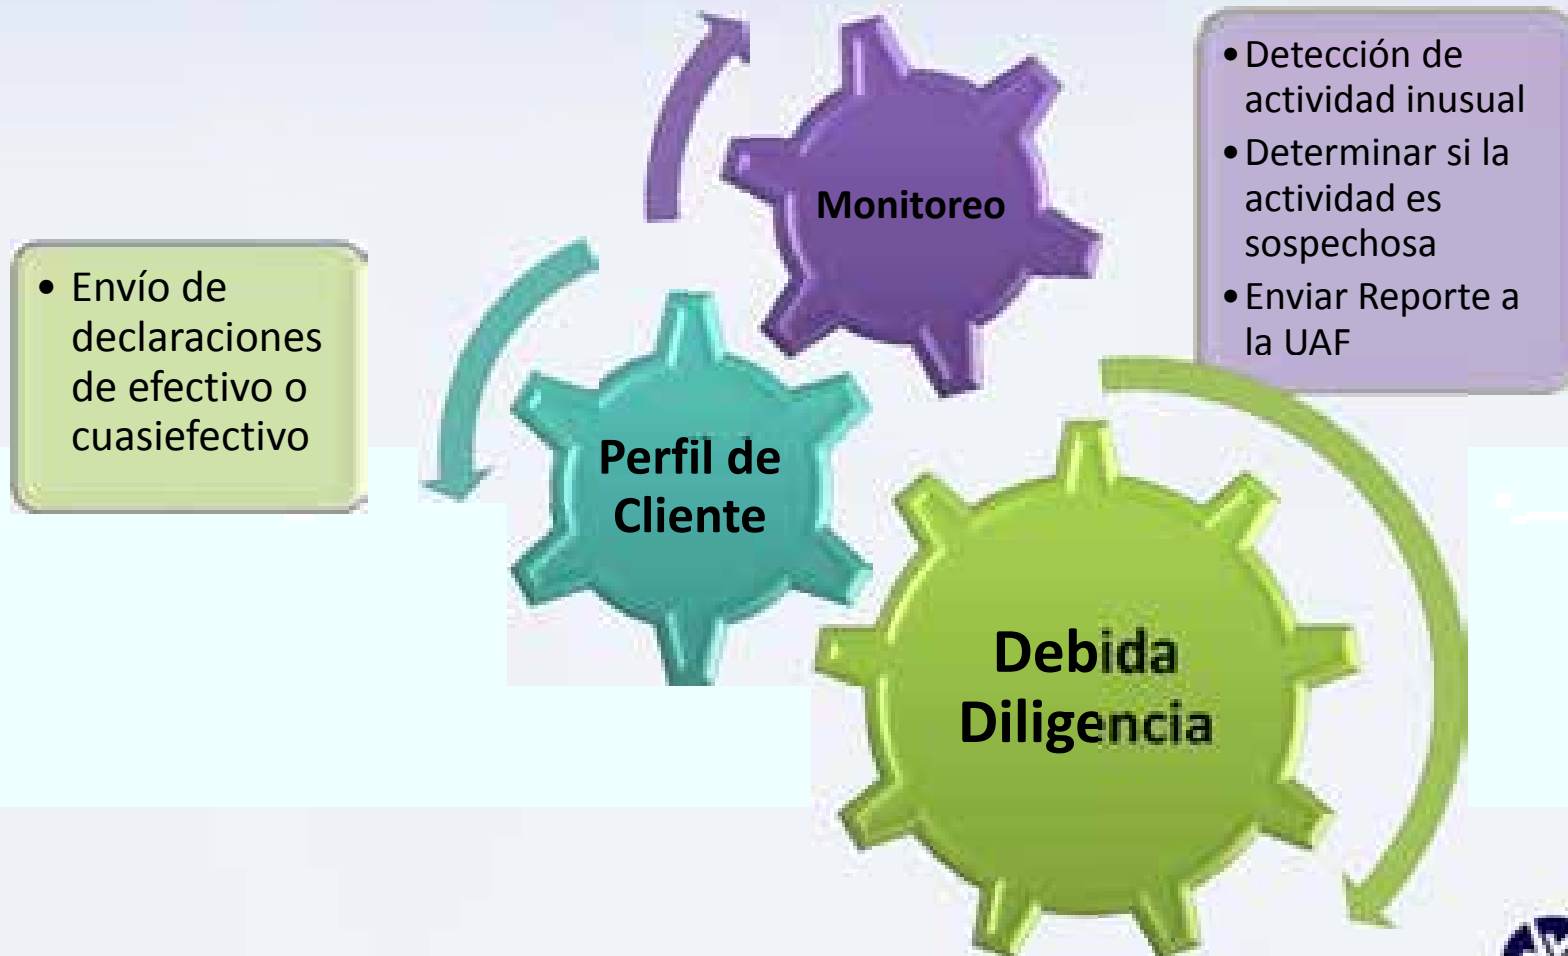 • Detección de
actividad inusual
• Determinar si la
actividad es
sospechosa
• Enviar Reporte a
la UAF
Monitoreo
• Envío de
declaraciones
de efectivo o
cuasiefectivo
Perfil de
Cliente
Debida
Diligencia